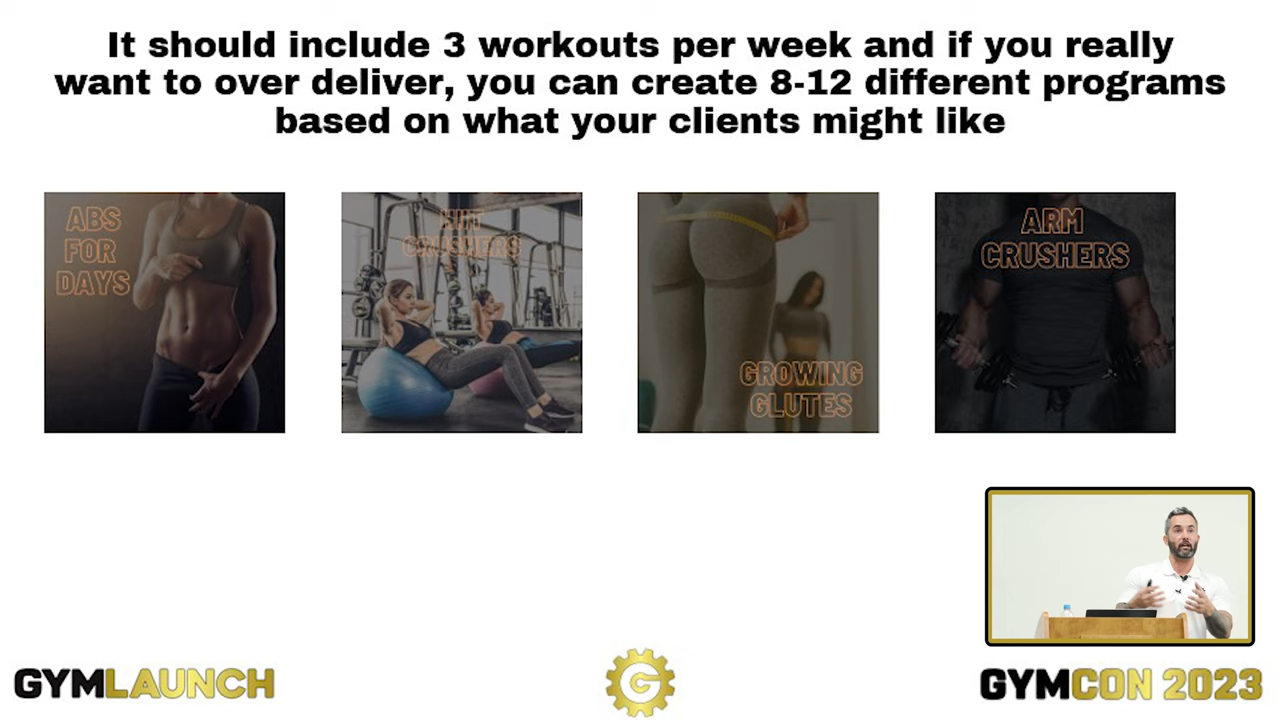 It should include 3 workouts per week and if you really
want to over deliver, you can create 8-12 different programs
based on what your clients might like
ABS
FOR
DAYS
HIIT
CRUSHERS
GROWING
GLUTES
ARM
CRUSHERS
GYMLAUNCH
G
GYMCON 2023